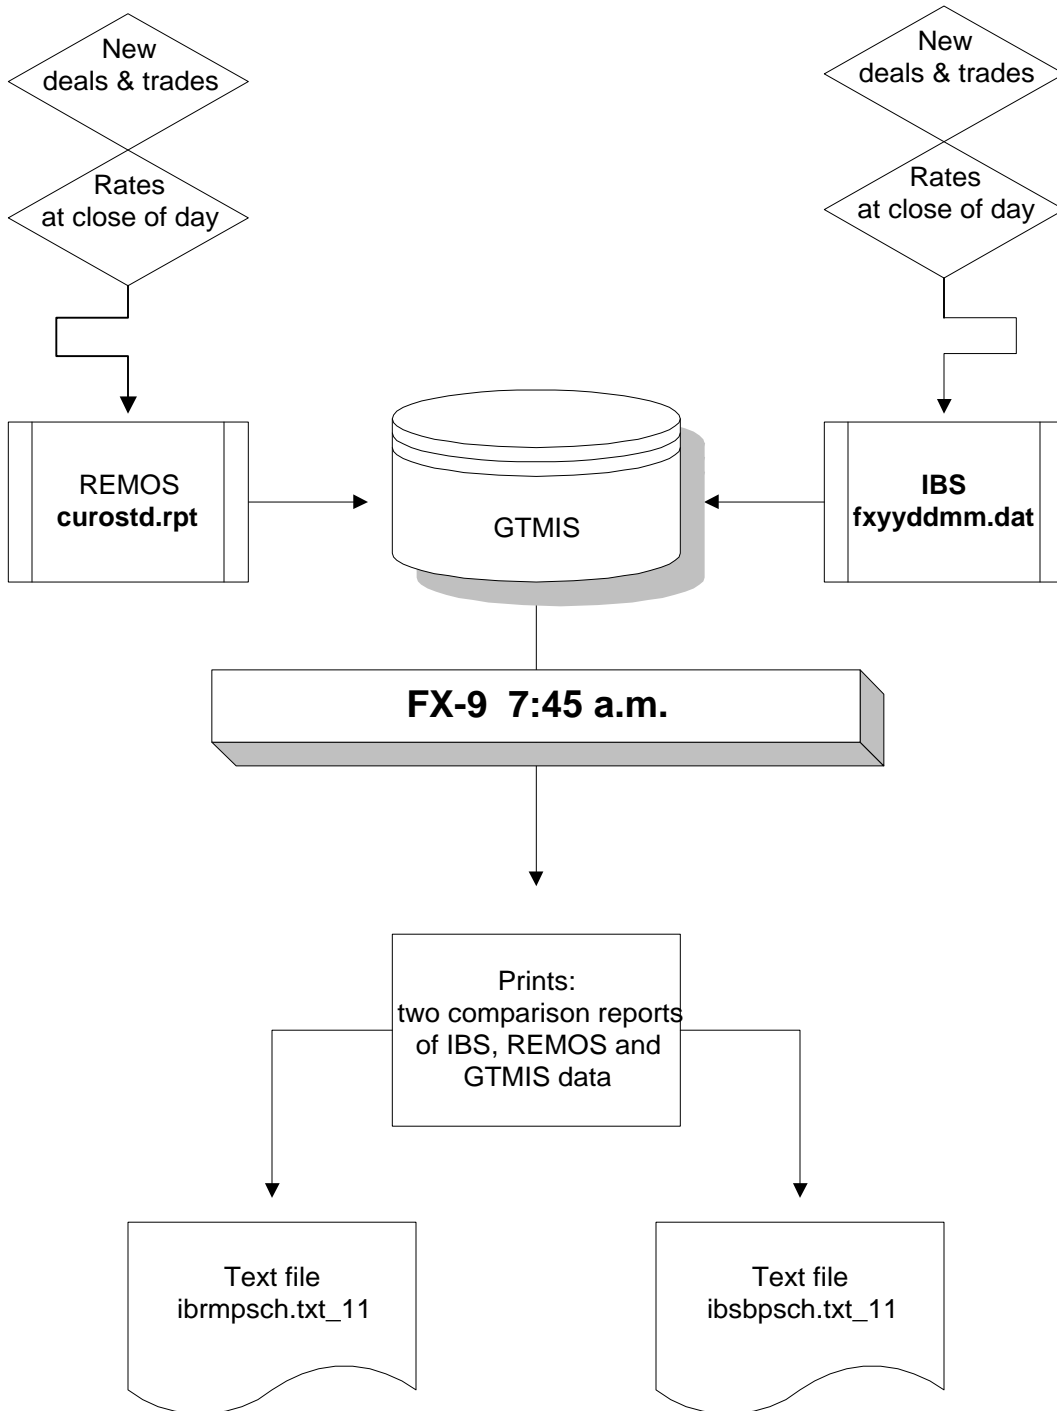 New
deals & trades
Rates
at close of day
New
deals & trades
Rates
at close of day
REMOS
curostd.rpt
GTMIS
IBS
fxyyddmm.dat
FX-9 7:45 a.m.
Prints:
two comparison reports
of IBS, REMOS and
GTMIS data
Text file
ibrmpsch.txt_11
Text file
ibsbpsch.txt_11